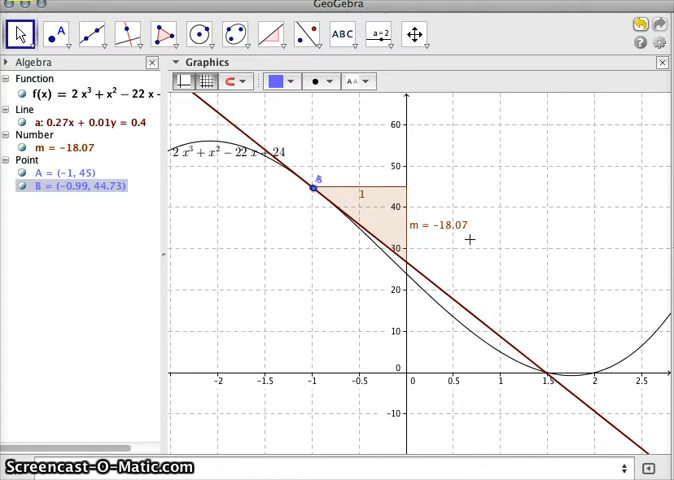 GeoGebra
A
ABC
a=2
Algebra
Graphics
Function
f(x) = 2 x³ + x² − 22 x
Line
a: 0.27x + 0.01y = 0.4
Number
m = −18.07
Point
A = (−1, 45)
B = (−0.99, 44.73)
A A
60
2 x³ + x² − 22 x + 24
50
1
40
m = −18.07
30
20
10
0
-2 -1.5 -1 0 0.5 1 1.5 2 2.5
-10
Screencast-O-Matic.com